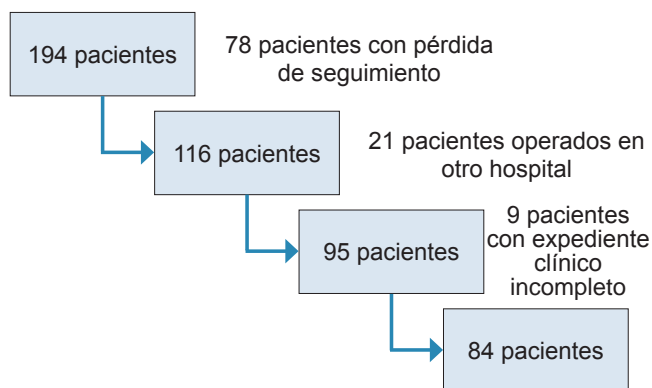 194 pacientes
78 pacientes con pérdida
de seguimiento
116 pacientes
21 pacientes operados en
otro hospital
95 pacientes
9 pacientes
con expediente
clínico
incompleto
84 pacientes